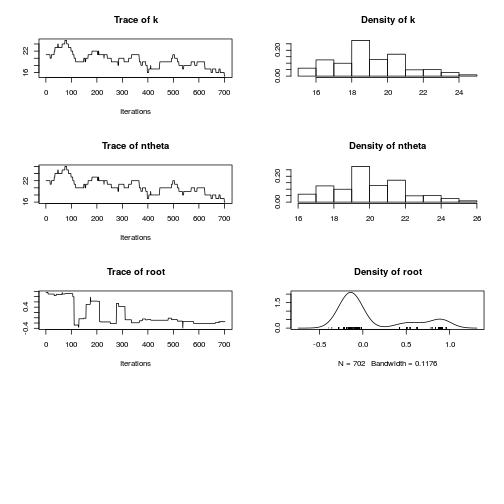 Trace of k
Density of k
16 22
0 100 200 300 400 500 600 700
Iterations
0.00 0.20
16 18 20 22 24
Trace of ntheta
Density of ntheta
16 22
0 100 200 300 400 500 600 700
Iterations
0.00 0.20
16 18 20 22 24 26
Trace of root
Density of root
-0.4 0.4
0 100 200 300 400 500 600 700
Iterations
0.0 1.5
-0.5 0.0 0.5 1.0
N = 702 Bandwidth = 0.1176